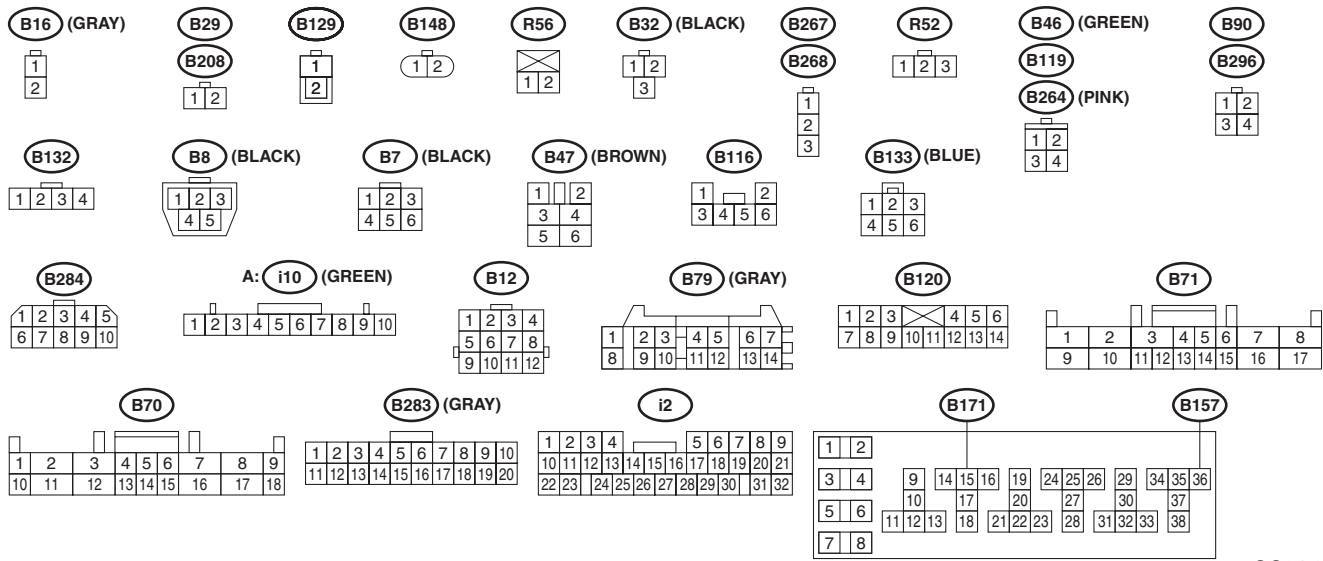 B16 (GRAY) B29 B129 B148 R56 B32 (BLACK) B267 R52 B46 (GREEN) B90
B208 B268 B119 B296
B264 (PINK)
1
2
1 2
1
2
1 2
1 2
1 2
3
1
2
3
1 2 3
1 2
3 4
1 2
3 4
B132 B8 (BLACK) B7 (BLACK) B47 (BROWN) B116 B133 (BLUE)
1 2 3 4
1 2 3
4 5
1 2 3
4 5 6
1 2
3 4
5 6
1 2
3 4 5 6
1 2 3
4 5 6
B284 A: i10 (GREEN) B12 B79 (GRAY) B120 B71
1 2 3 4 5
6 7 8 9 10
1 2 3 4 5 6 7 8 9 10
1 2 3 4
5 6 7 8
9 10 11 12
1 2 3 4 5 6 7
8 9 10 11 12 13 14
1 2 3 4 5 6
7 8 9 10 11 12 13 14
1 2 3 4 5 6 7 8
9 10 11 12 13 14 15 16 17
B70 B283 (GRAY) i2 B171 B157
1 2 3 4 5 6 7 8 9
10 11 12 13 14 15 16 17 18
1 2 3 4 5 6 7 8 9 10
11 12 13 14 15 16 17 18 19 20
1 2 3 4 5 6 7 8 9
10 11 12 13 14 15 16 17 18 19 20 21
22 23 24 25 26 27 28 29 30 31 32
1 2
3 4 9 14 15 16 19 24 25 26 29 34 35 36
10 17 20 27 30 37
5 6 11 12 13 18 21 22 23 28 31 32 33 38
7 8